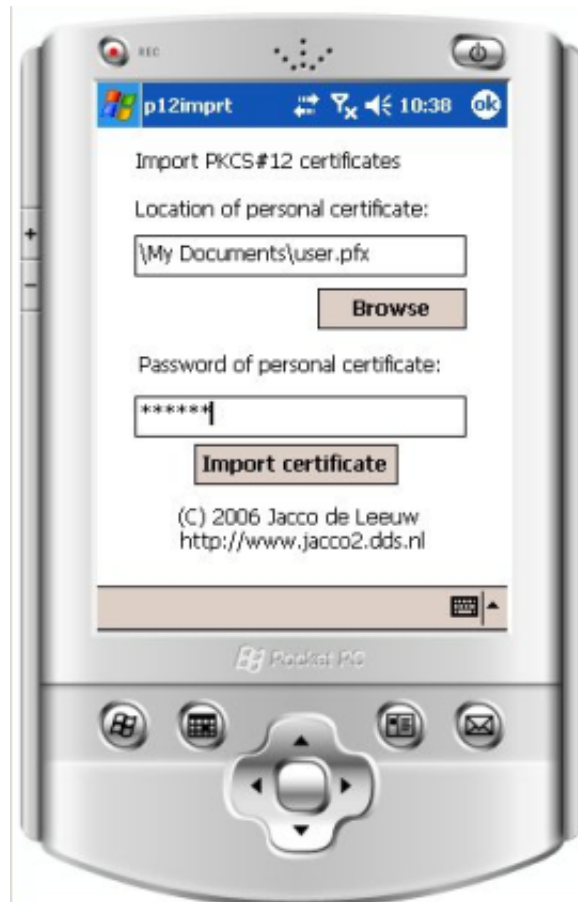 REC
p12imprt 10:38 ok
Import PKCS#12 certificates
Location of personal certificate:
\My Documents\user.pfx
Browse
Password of personal certificate:
******
Import certificate
(C) 2006 Jacco de Leeuw
http://www.jacco2.dds.nl
Pocket PC